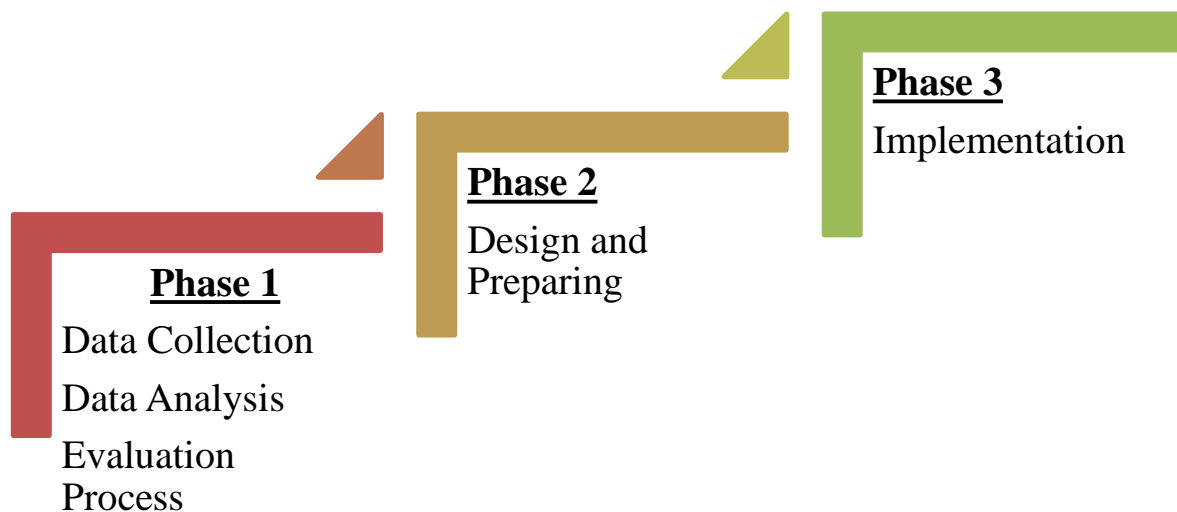 Phase 1
Data Collection
Data Analysis
Evaluation
Process
Phase 2
Design and
Preparing
Phase 3
Implementation